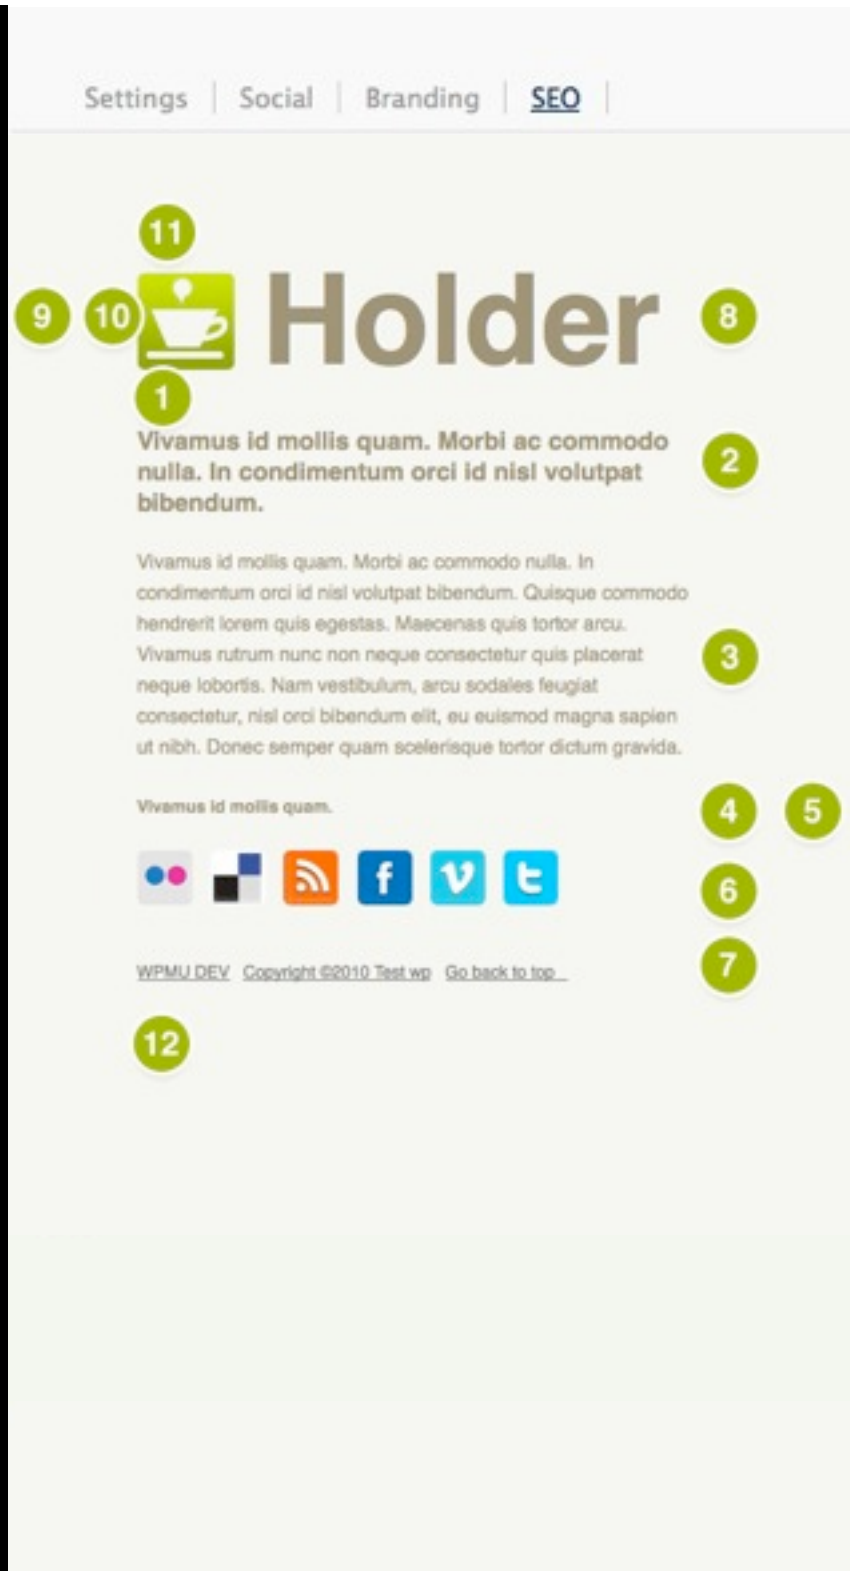 Settings Social Branding SEO
11
9 10 Holder 8
1
Vivamus id mollis quam. Morbi ac commodo
nulla. In condimentum orci id nisl volutpat
bibendum.
2
Vivamus id mollis quam. Morbi ac commodo nulla. In
condimentum orci id nisl volutpat bibendum. Quisque commodo
hendrerit lorem quis egestas. Maecenas quis tortor arcu.
Vivamus rutrum nunc non neque consectetur quis placerat
neque lobortis. Nam vestibulum, arcu sodales feugiat
consectetur, nisl orci bibendum elit, eu euismod magna sapien
ut nibh. Donec semper quam scelerisque tortor dictum gravida.
3
Vivamus id mollis quam. 4 5
f v t 6
WPMU DEV Copyright ©2010 Test wp Go back to top 7
12